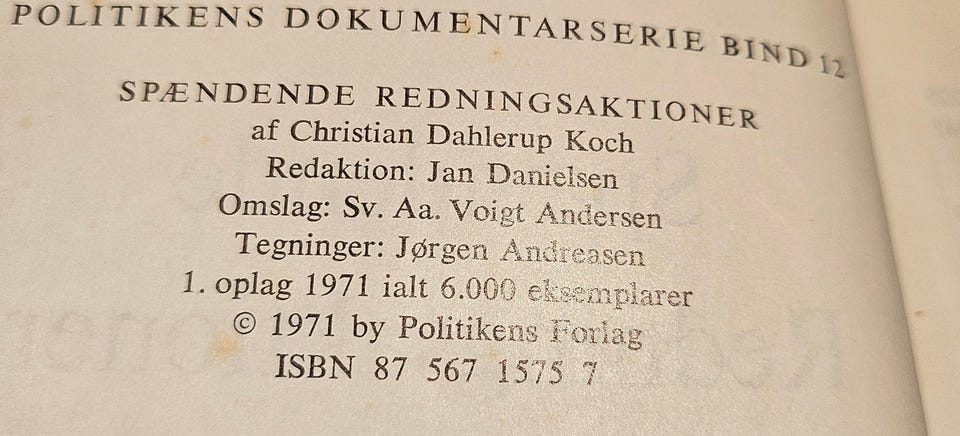 POLITIKENS DOKUMENTARSERIE BIND 12
SPÆNDENDE REDNINGSAKTIONER
af Christian Dahlerup Koch
Redaktion: Jan Danielsen
Omslag: Sv. Aa. Voigt Andersen
Tegninger: Jørgen Andreasen
1. oplag 1971 ialt 6.000 eksemplarer
© 1971 by Politikens Forlag
ISBN 87 567 1575 7